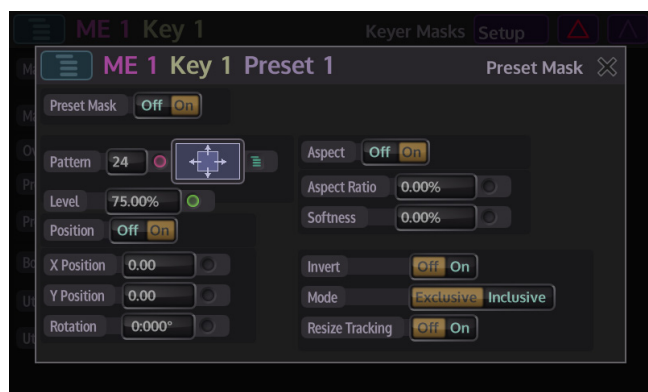 ME 1 Key 1 Keyer Masks Setup
ME 1 Key 1 Preset 1 Preset Mask
Preset Mask Off On
Pattern 24
Level 75.00%
Position Off On
X Position 0.00
Y Position 0.00
Rotation 0:000°
Aspect Off On
Aspect Ratio 0.00%
Softness 0.00%
Invert Off On
Mode Exclusive Inclusive
Resize Tracking Off On